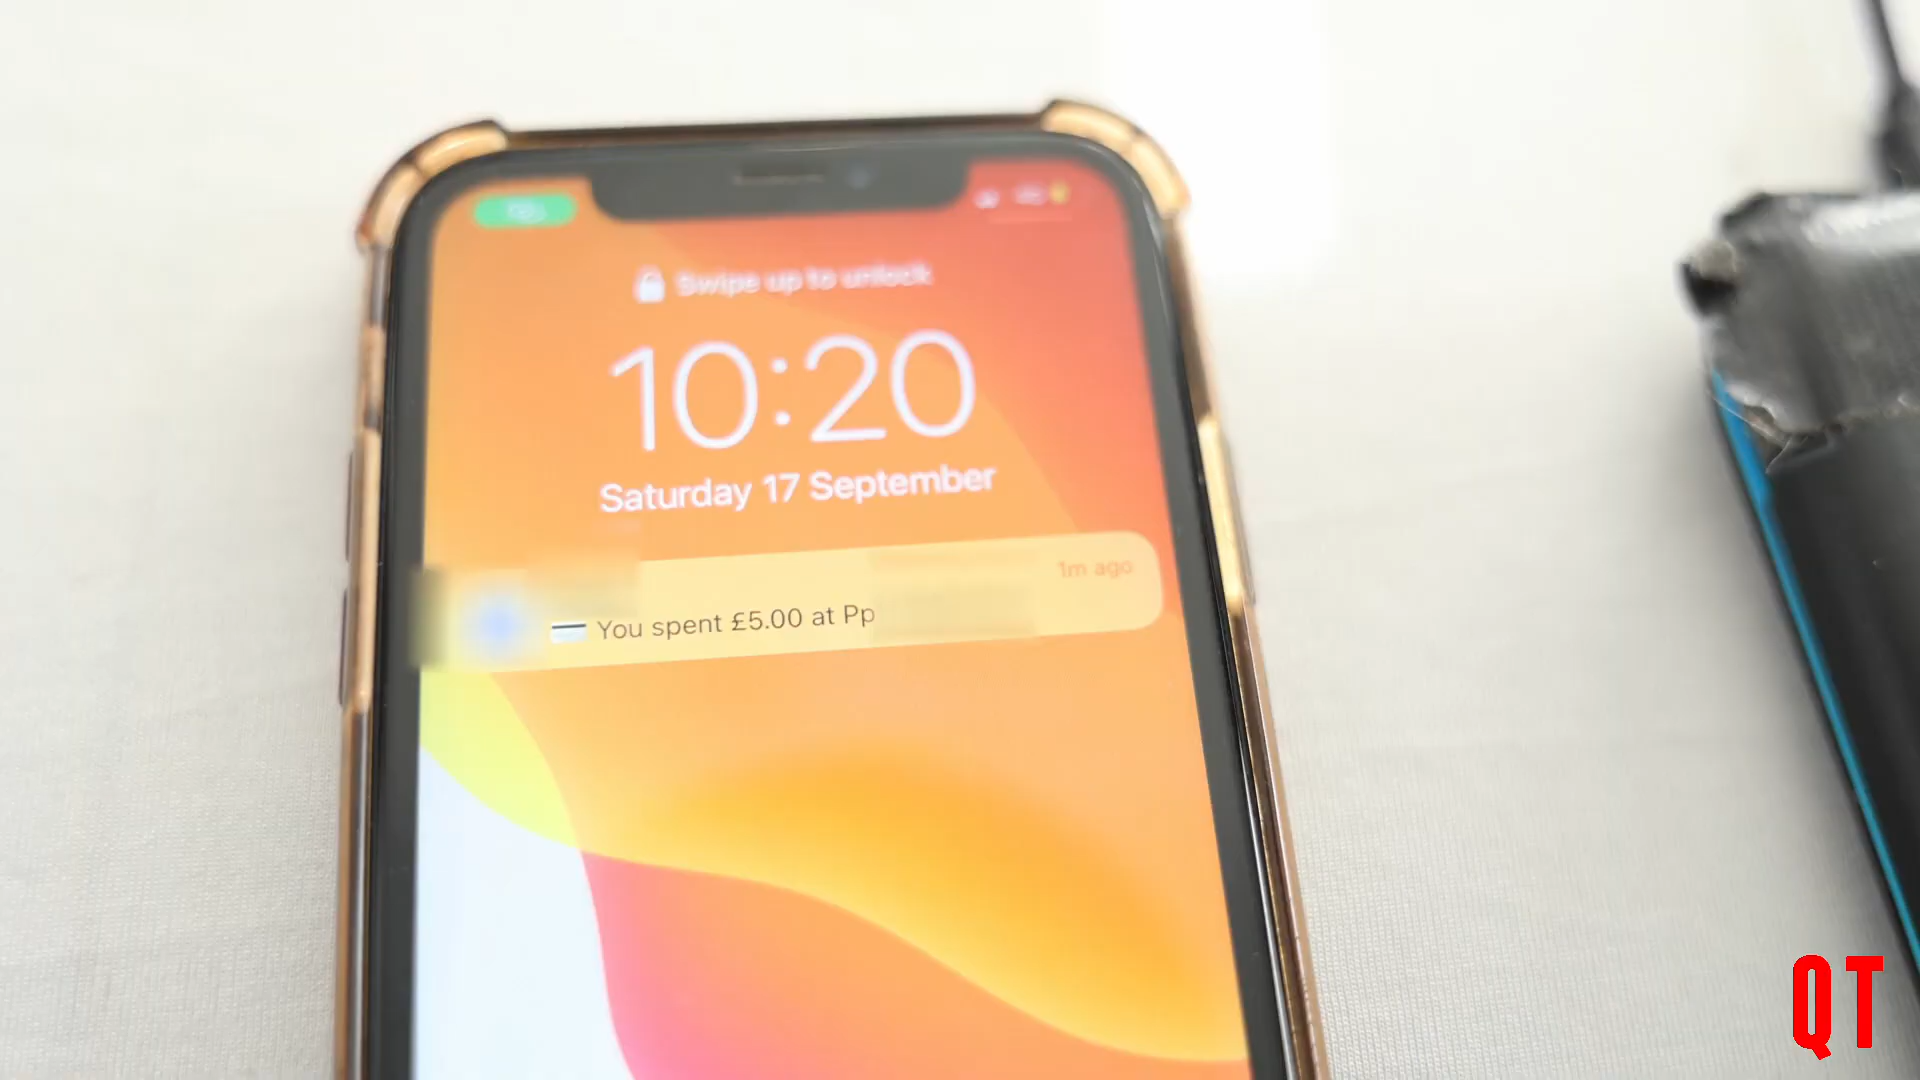 Swipe up to unlock
10:20
Saturday 17 September
1m ago
You spent £5.00 at Pp
QT